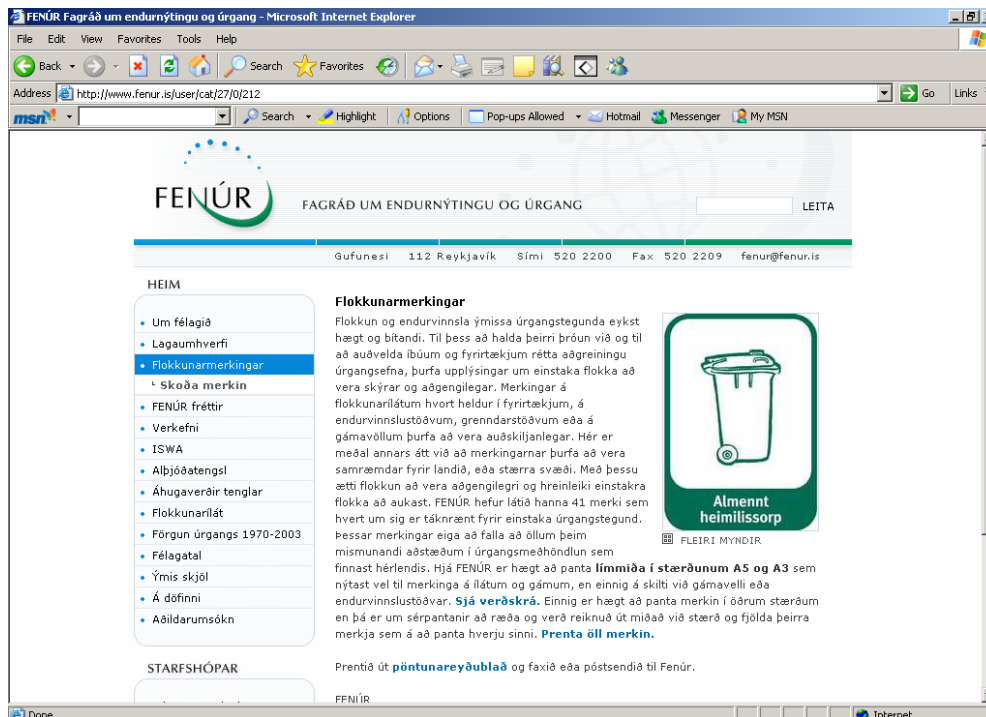 FENÚR Fagráð um endurnýtingu og úrgang - Microsoft Internet Explorer
File Edit View Favorites Tools Help
Back Search Favorites
Address http://www.fenur.is/user/cat/27/0/212 Go Links
msn Search Highlight Options Pop-ups Allowed Hotmail Messenger My MSN
FENÚR
FAGRÁÐ UM ENDURNÝTINGU OG ÚRGANG
LEITA
Gufunesi 112 Reykjavík Sími 520 2200 Fax 520 2209 fenur@fenur.is
HEIM
Um félagið
Lagaumhverfi
Flokkunarmerkingar
Skoða merkin
FENÚR fréttir
Verkefni
ISWA
Alþjóðatengsl
Áhugaverðir tenglar
Flokkunarílát
Förgun úrgangs 1970-2003
Félagatal
Ýmis skjöl
Á döfinni
Aðildarumsókn
STARFSHÓPAR
Flokkunarmerkingar
Flokkun og endurvinnsla ýmissa úrgangstegunda eykst
hægt og bítandi. Til þess að halda þeirri þróun við og til
að auðvelda íbúum og fyrirtækjum rétta aðgreiningu
úrgangsefna, þurfa upplýsingar um einstaka flokka að
vera skýrar og aðgengilegar. Merkingar á
flokkunarílátum hvort heldur í fyrirtækjum, á
endurvinnslustöðvum, grenndarstöðvum eða á
gámavöllum þurfa að vera auðskiljanlegar. Hér er
meðal annars átt við að merkingarnar þurfa að vera
samræmdar fyrir landið, eða stærra svæði. Með þessu
ætti flokkun að vera aðgengilegri og hreinleiki einstakra
flokka að aukast. FENÚR hefur látið hanna 41 merki sem
hvert um sig er táknrænt fyrir einstaka úrgangstegund.
Þessar merkingar eiga að falla að öllum þeim
mismunandi aðstæðum í úrgangsmeðhöndlun sem
finnast hérlendis. Hjá FENÚR er hægt að panta límmiða í stærðunum A5 og A3 sem
nýtast vel til merkinga á ílátum og gámum, en einnig á skilti við gámavelli eða
endurvinnslustöðvar. Sjá verðskrá. Einnig er hægt að panta merkin í öðrum stærðum
en þá er um sérpantanir að ræða og verð reiknuð út miðað við stærð og fjölda þeirra
merkja sem á að panta hverju sinni. Prenta öll merkin.
Almennt
heimilissorp
FLEIRI MYNDIR
Prentið út pöntunareyðublað og faxið eða póstsendið til Fenúr.
FENÚR
Done Internet